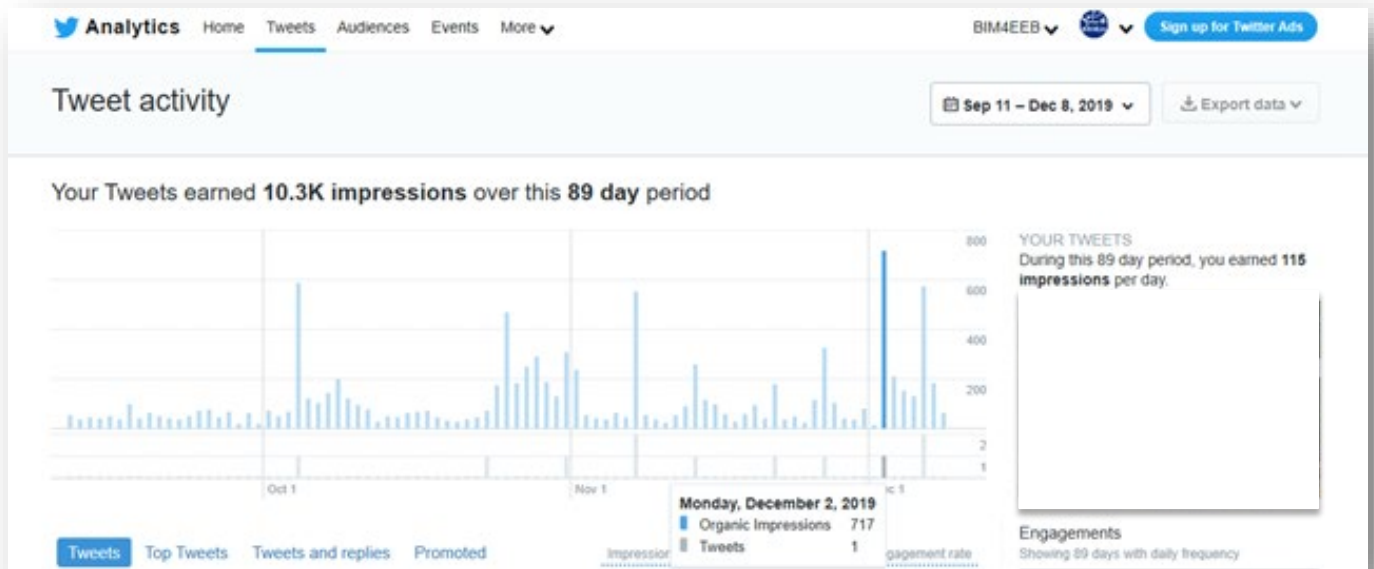 Analytics Home Tweets Audiences Events More
BIM4EEB
Sign up for Twitter Ads
Tweet activity
Sep 11 – Dec 8, 2019
Export data
Your Tweets earned 10.3K impressions over this 89 day period
800
600
400
200
2
1
Oct 1
Nov 1
c 1
YOUR TWEETS
During this 89 day period, you earned 115
impressions per day.
Monday, December 2, 2019
Organic Impressions 717
Tweets 1
Tweets Top Tweets Tweets and replies Promoted
Impression
gagement rate
Engagements
Showing 89 days with daily frequency